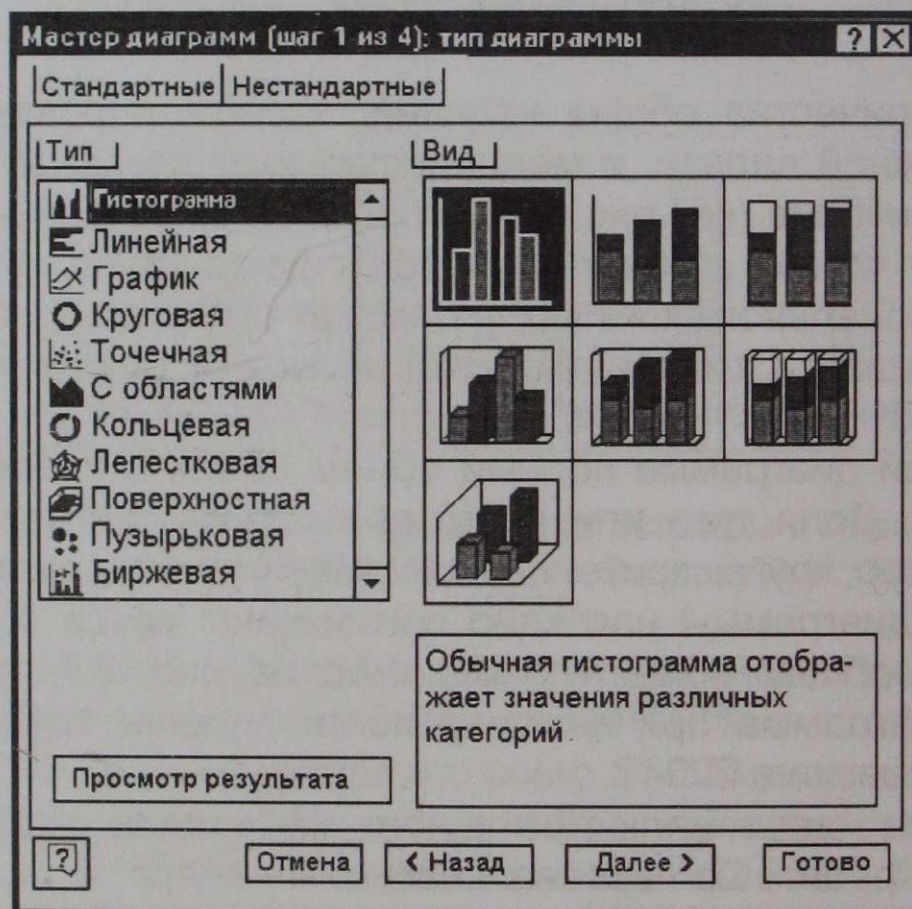 Мастер диаграмм (шаг 1 из 4): тип диаграммы
Стандартные Нестандартные
Тип
Вид
Гистограмма
Линейная
График
Круговая
Точечная
С областями
Кольцевая
Лепестковая
Поверхностная
Пузырьковая
Биржевая
Обычная гистограмма отобра-
жает значения различных
категорий
Просмотр результата
Отмена
< Назад
Далее >
Готово